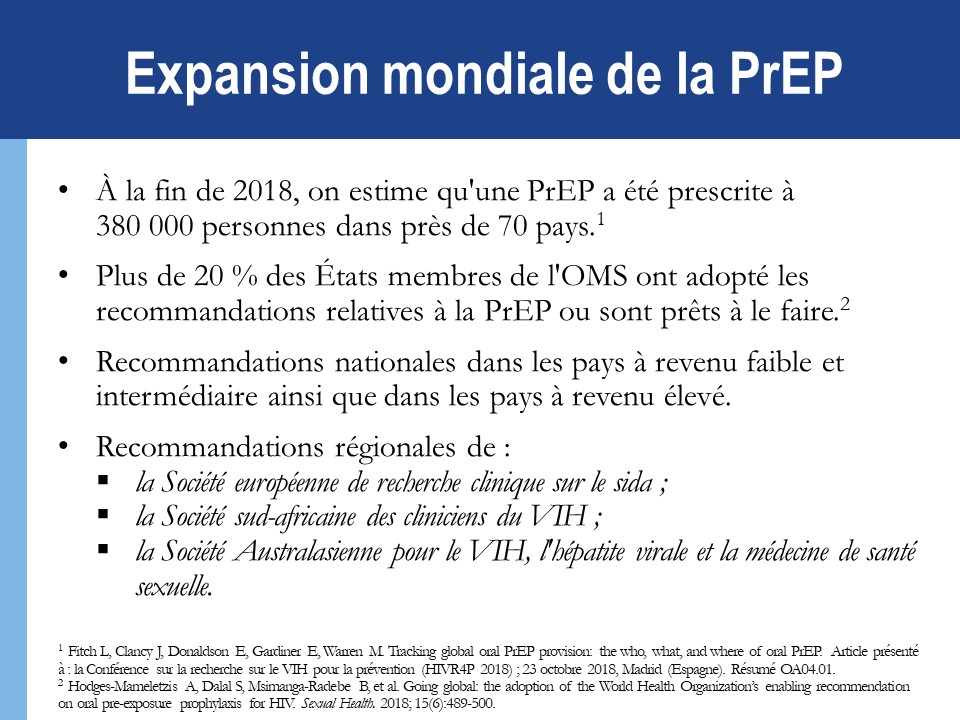 Expansion mondiale de la PrEP
• À la fin de 2018, on estime qu'une PrEP a été prescrite à
380 000 personnes dans près de 70 pays.¹
• Plus de 20 % des États membres de l'OMS ont adopté les
recommandations relatives à la PrEP ou sont prêts à le faire.²
• Recommandations nationales dans les pays à revenu faible et
intermédiaire ainsi que dans les pays à revenu élevé.
• Recommandations régionales de :
▪ la Société européenne de recherche clinique sur le sida ;
▪ la Société sud-africaine des cliniciens du VIH ;
▪ la Société Australasienne pour le VIH, l'hépatite virale et la médecine de santé
sexuelle.
¹ Fitch L, Clancy J, Donaldson E, Gardiner E, Warren M. Tracking global oral PrEP provision: the who, what, and where of oral PrEP. Article présenté
à : la Conférence sur la recherche sur le VIH pour la prévention (HIVR4P 2018) ; 23 octobre 2018, Madrid (Espagne). Résumé OA04.01.
² Hodges-Mameletzis A, Dalal S, Msimanga-Radebe B, et al. Going global: the adoption of the World Health Organization's enabling recommendation
on oral pre-exposure prophylaxis for HIV. Sexual Health. 2018; 15(6):489-500.